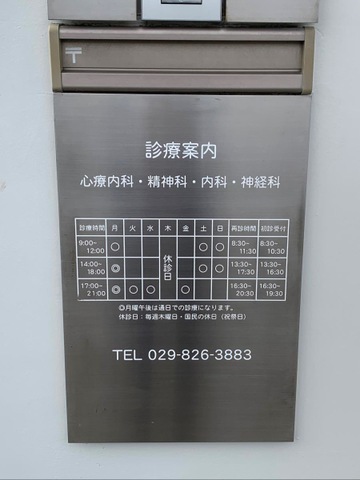 〒
診療案内
心療内科・精神科・内科・神経科
診療時間 月 火 水 木 金 土 日 再診時間 初診受付
9:00~12:00 ○ 休診日 ○ ○ 8:30-11:30 8:30-10:30
14:00~18:00 ◎ ○ ○ 13:30-17:30 13:30-16:30
17:00~21:00 ◎ ○ ○ ○ 16:30-20:30 16:30-19:30
◎月曜午後は通日での診療になります。
休診日：毎週木曜日・国民の休日（祝祭日）
TEL 029-826-3883